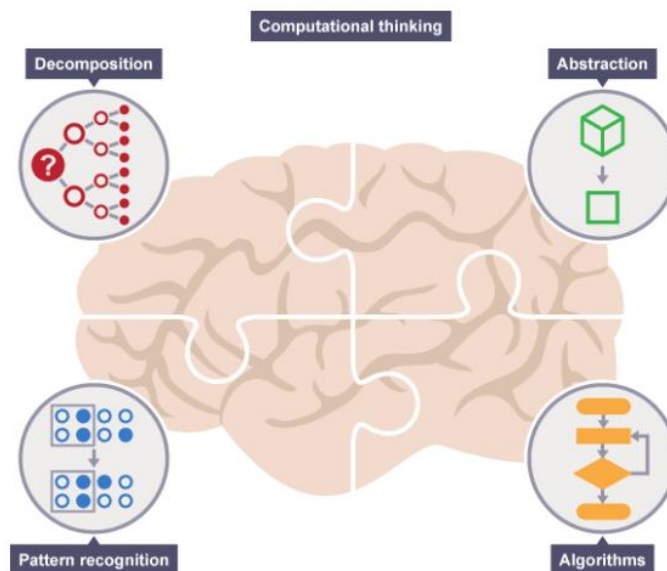 Computational thinking
Decomposition
Abstraction
?
Pattern recognition
Algorithms